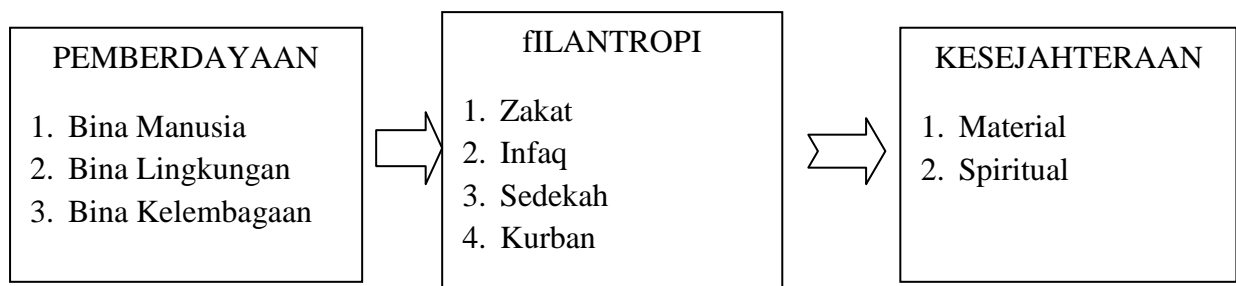 PEMBERDAYAAN
1. Bina Manusia
2. Bina Lingkungan
3. Bina Kelembagaan
fILANTROPI
1. Zakat
2. Infaq
3. Sedekah
4. Kurban
KESEJAHTERAAN
1. Material
2. Spiritual